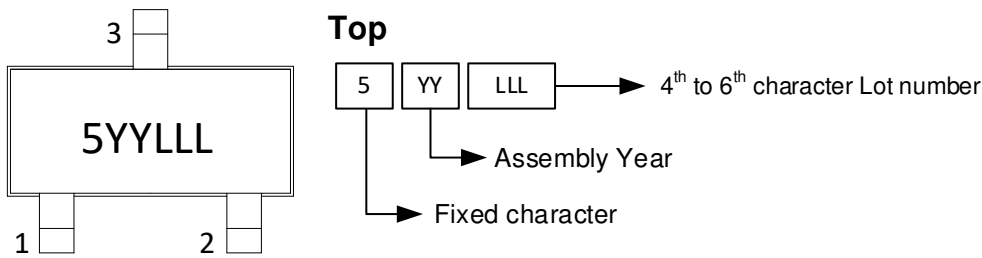 3
5YYLLL
1
2
Top
5 YY LLL
4th to 6th character Lot number
Assembly Year
Fixed character